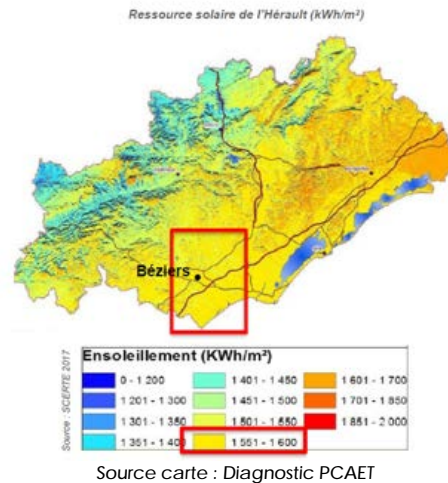 Ressource solaire de l'Hérault (kWh/m²)
Béziers
Ensoleillement (KWh/m²)
0 - 1 200
1 201 - 1 300
1 301 - 1 350
1 351 - 1 400
1 401 - 1 450
1 451 - 1 500
1 501 - 1 550
1 551 - 1 600
1 601 - 1 700
1 701 - 1 850
1 851 - 2 000
Source : SCERTE 2017
Source carte : Diagnostic PCAET